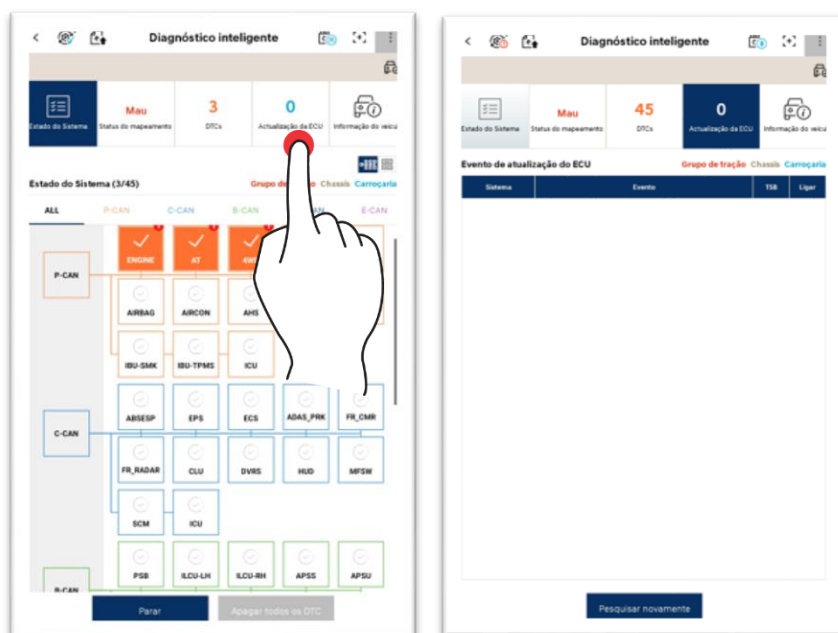 Diagnóstico inteligente
Estado do Sistema
Mau
Status do mapeamento
3
DTCs
0
Actualização da ECU
Informação do veícu
Estado do Sistema (3/45)
Chassis Carroçaria
ALL P-CAN C-CAN B-CAN E-CAN
P-CAN
ENGINE AT
AIRBAG AIRCON AHS
IBU-SMK IBU-TPMS ICU
C-CAN
ABSESP EPS ECS ADAS_PRK FR_CMR
FR_RADAR CLU DVRS HUD MFSW
SCM ICU
B-CAN
PSB ILCU-LH ILCU-RH APSS APSU
Parar
Apagar todos os DTC
Diagnóstico inteligente
Estado do Sistema
Mau
Status do mapeamento
45
DTCs
0
Actualização da ECU
Informação do veícu
Evento de atualização do ECU
Grupo de tração Chassis Carroçaria
Sistema Evento TSB Ligar
Pesquisar novamente